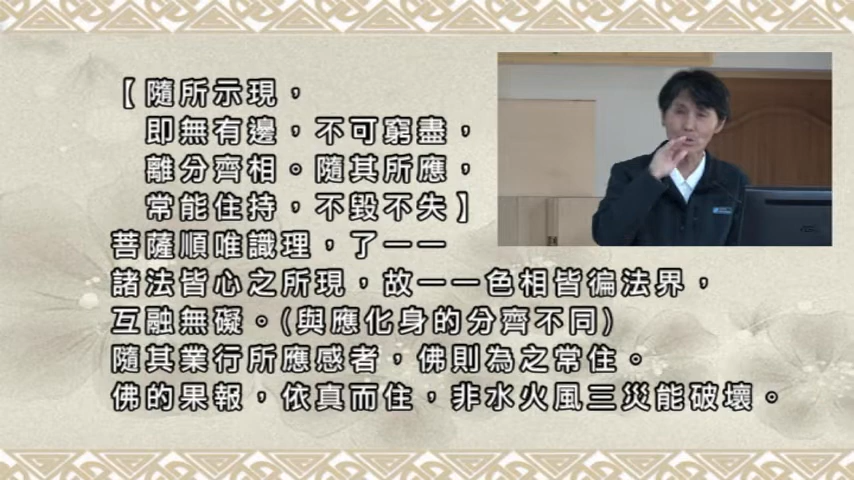 【隨所示現，
即無有邊，不可窮盡，
離分齊相。隨其所應，
常能住持，不毀不失】
菩薩順唯識理，了一一
諸法皆心之所現，故一一色相皆徧法界，
互融無礙。(與應化身的分齊不同)
隨其業行所應感者，佛則為之常住。
佛的果報，依真而住，非水火風三災能破壞。